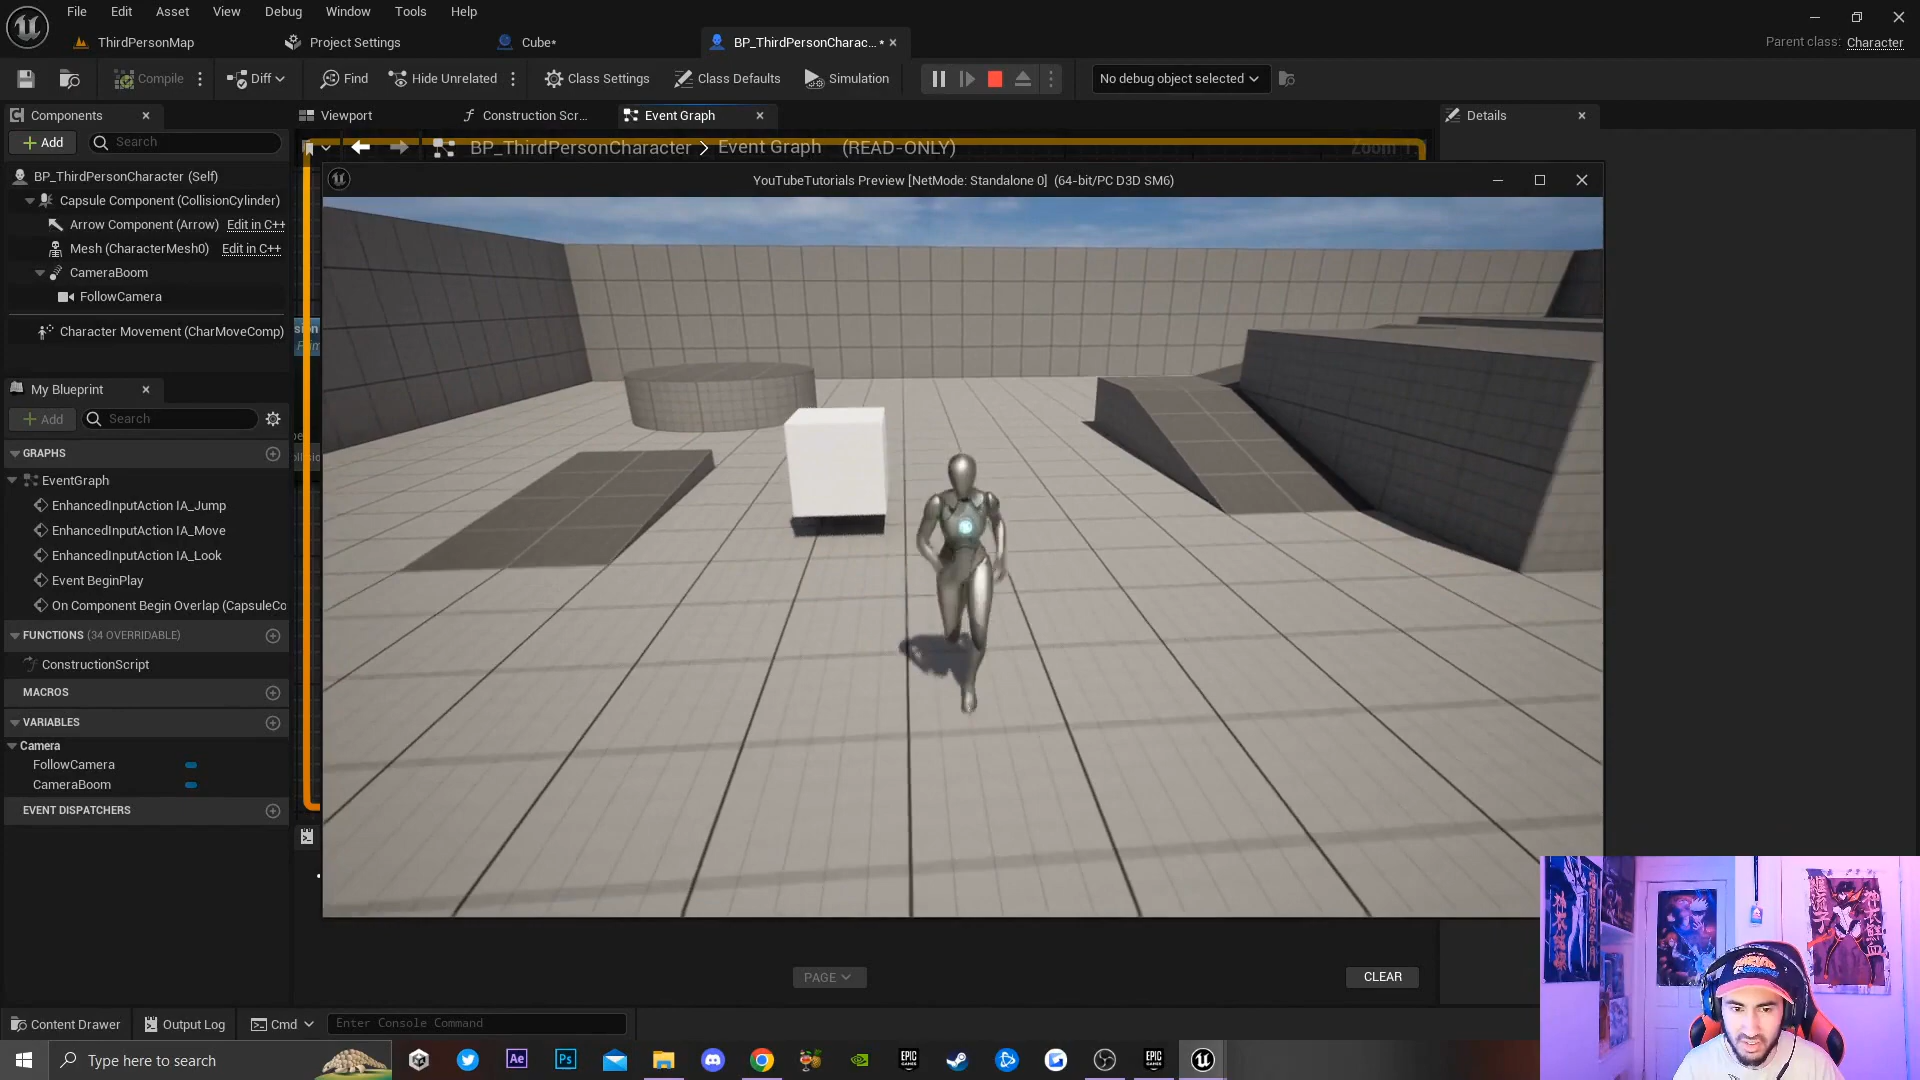 File Edit Asset View Debug Window Tools Help
ThirdPersonMap Project Settings Cube* BP_ThirdPersonCharac... * Parent class: Character
Compile Diff Find Hide Unrelated Class Settings Class Defaults Simulation No debug object selected
Components Viewport Construction Scr... Event Graph Details
Add Search
BP_ThirdPersonCharacter > Event Graph (READ-ONLY)
BP_ThirdPersonCharacter (Self)
YouTubeTutorials Preview [NetMode: Standalone 0] (64-bit/PC D3D SM6)
Capsule Component (CollisionCylinder)
Arrow Component (Arrow) Edit in C++
Mesh (CharacterMesh0) Edit in C++
CameraBoom
FollowCamera
Character Movement (CharMoveComp)
My Blueprint
Add Search
GRAPHS
EventGraph
EnhancedInputAction IA_Jump
EnhancedInputAction IA_Move
EnhancedInputAction IA_Look
Event BeginPlay
On Component Begin Overlap (CapsuleCo
FUNCTIONS (34 OVERRIDABLE)
ConstructionScript
MACROS
VARIABLES
Camera
FollowCamera
CameraBoom
EVENT DISPATCHERS
PAGE CLEAR
Content Drawer Output Log Cmd Enter Console Command
Type here to search